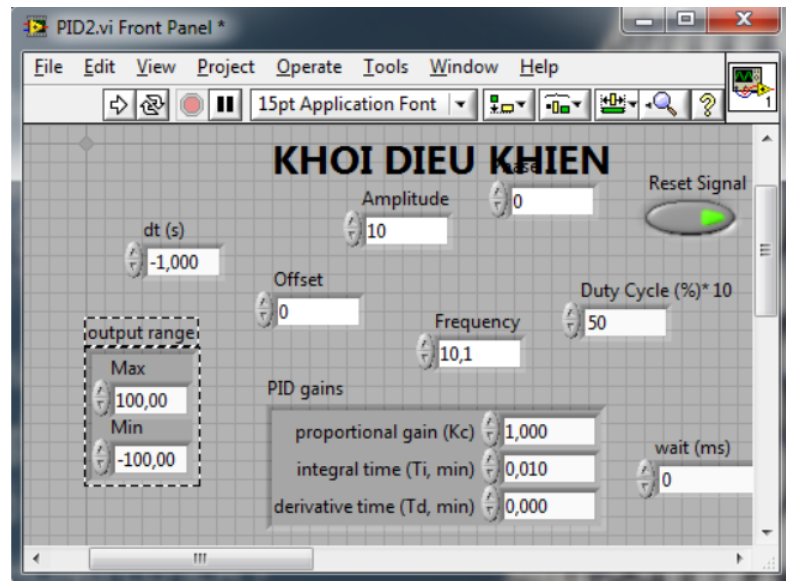 PID2.vi Front Panel *
File Edit View Project Operate Tools Window Help
15pt Application Font
1
KHOI DIEU KHIEN
Reset Signal
Amplitude
0
10
dt (s)
-1,000
Offset
0
Duty Cycle (%)* 10
50
Frequency
10,1
output range
Max
100,00
Min
-100,00
PID gains
proportional gain (Kc) 1,000
integral time (Ti, min) 0,010
derivative time (Td, min) 0,000
wait (ms)
0